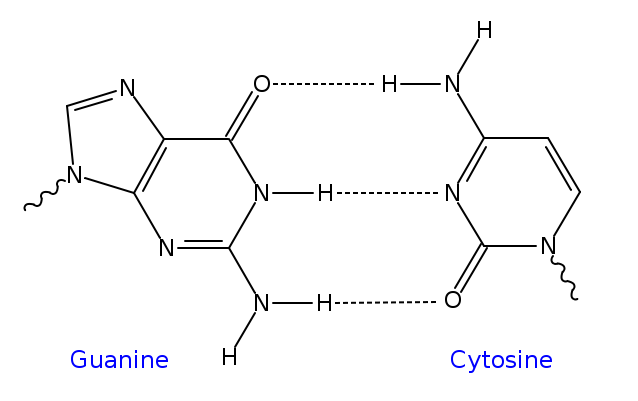 H
N O H N
N H N
N N
N H O
H
Guanine Cytosine